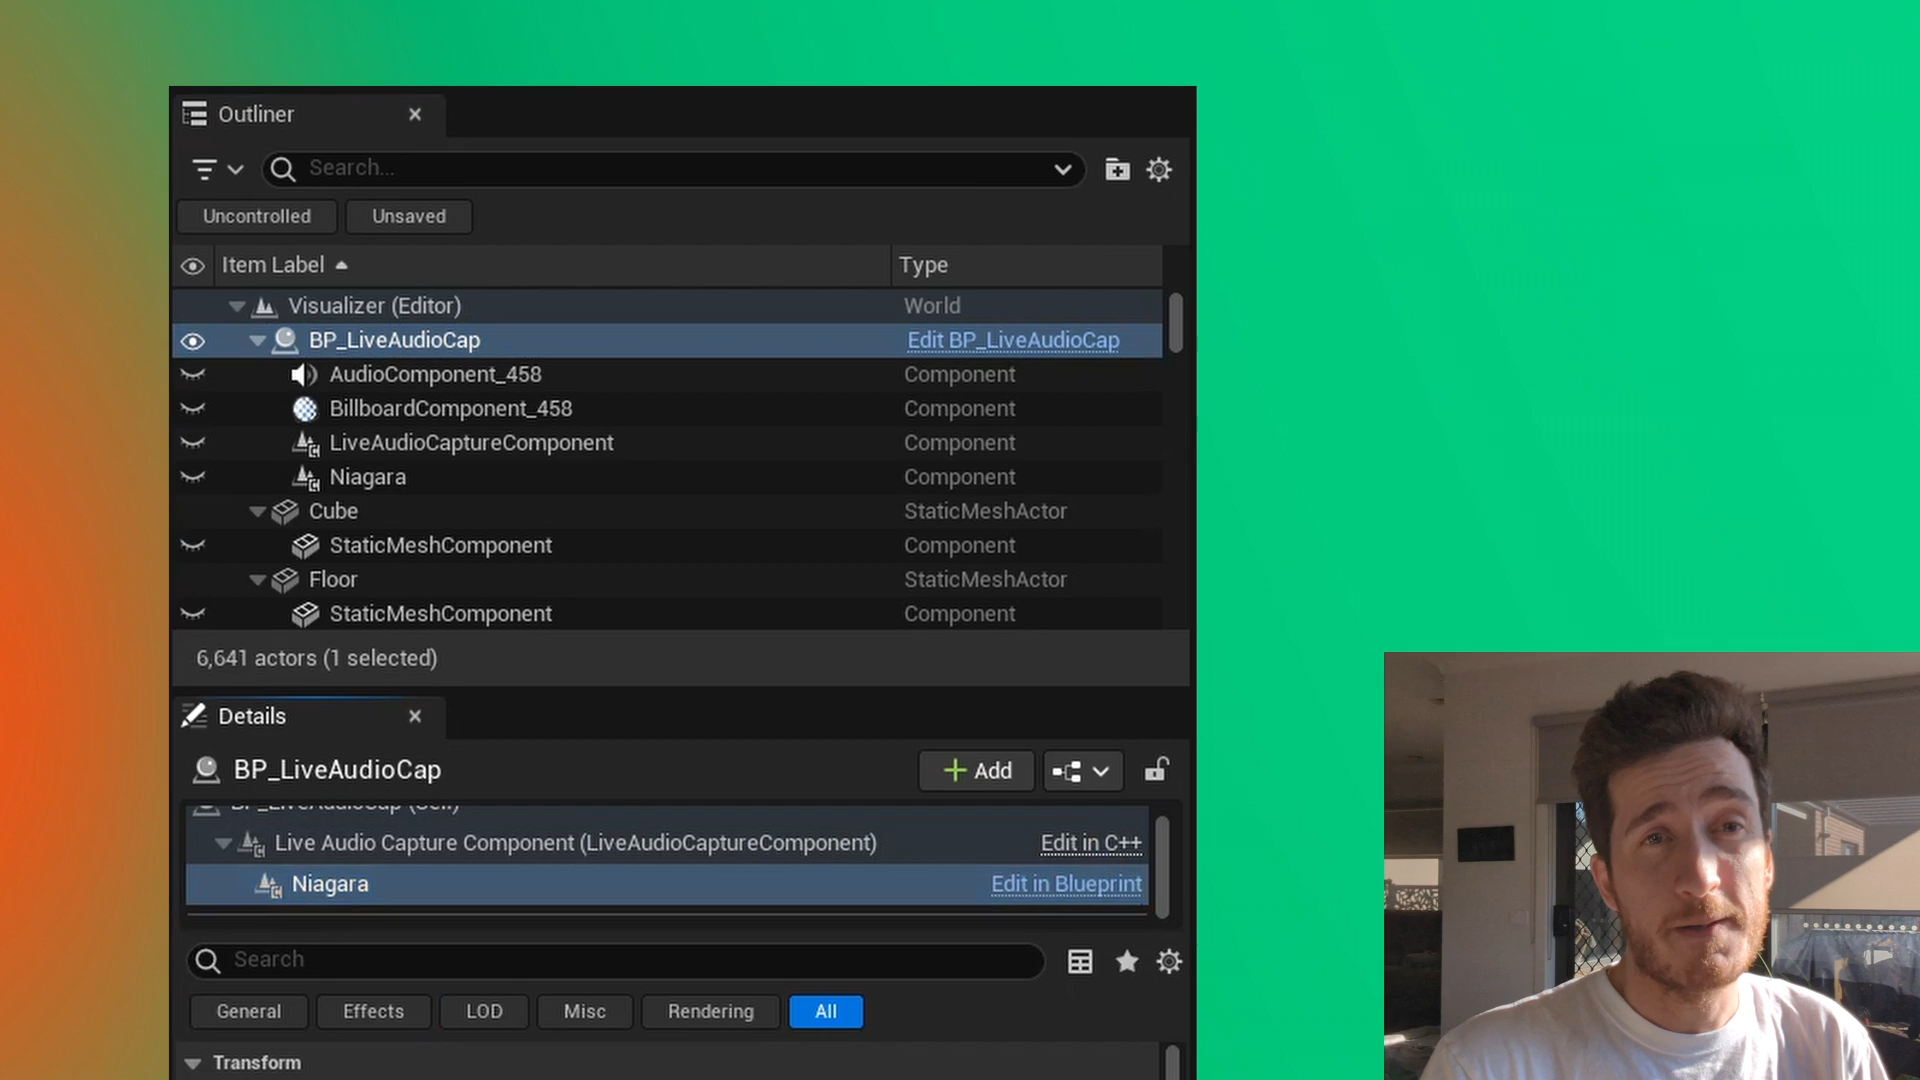 Outliner
Search...
Uncontrolled Unsaved
Item Label Type
Visualizer (Editor) World
BP_LiveAudioCap Edit BP_LiveAudioCap
AudioComponent_458 Component
BillboardComponent_458 Component
LiveAudioCaptureComponent Component
Niagara Component
Cube StaticMeshActor
StaticMeshComponent Component
Floor StaticMeshActor
StaticMeshComponent Component
6,641 actors (1 selected)
Details
BP_LiveAudioCap Add
BP_LiveAudioCap (Self)
Live Audio Capture Component (LiveAudioCaptureComponent) Edit in C++
Niagara Edit in Blueprint
Search
General Effects LOD Misc Rendering All
Transform